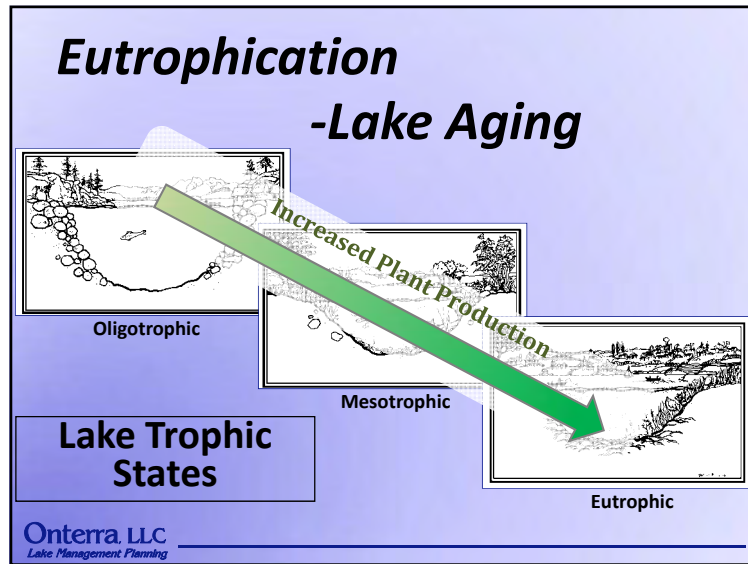 Eutrophication
-Lake Aging
Increased Plant Production
Oligotrophic
Mesotrophic
Eutrophic
Lake Trophic
States
Onterra, LLC
Lake Management Planning